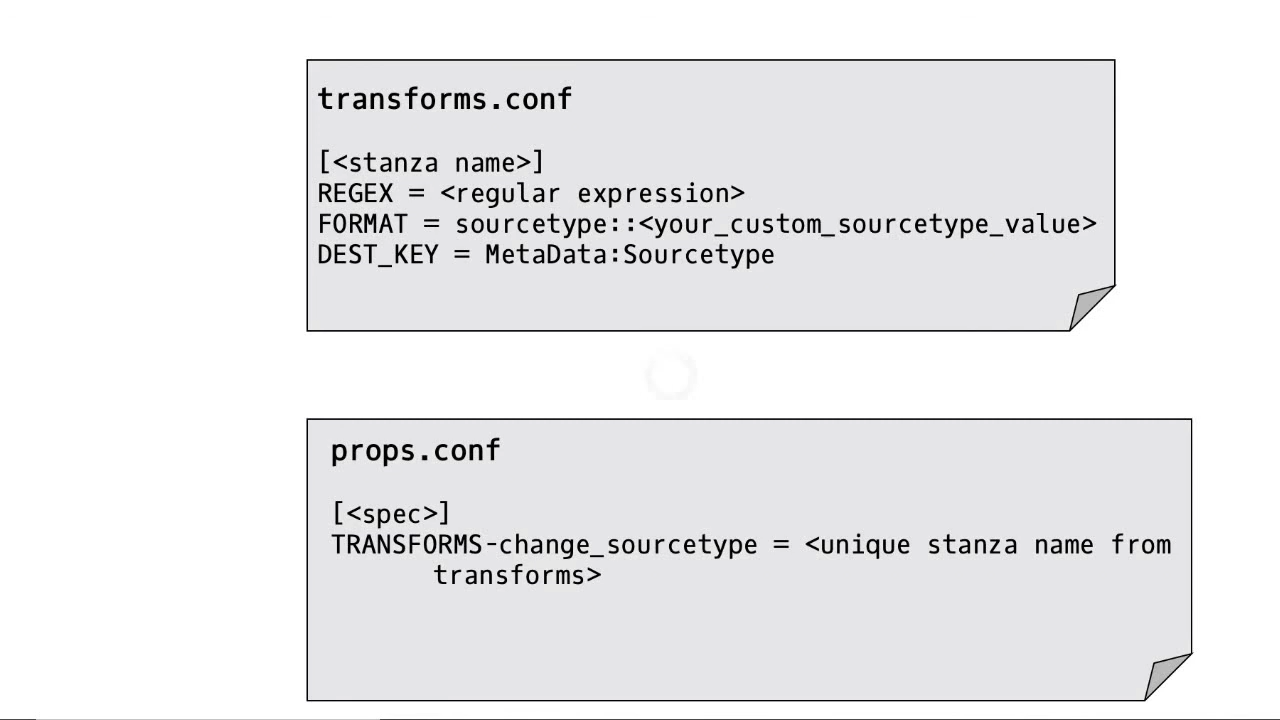 transforms.conf
[<stanza name>]
REGEX = <regular expression>
FORMAT = sourcetype::<your_custom_sourcetype_value>
DEST_KEY = MetaData:Sourcetype
props.conf
[<spec>]
TRANSFORMS-change_sourcetype = <unique stanza name from
transforms>